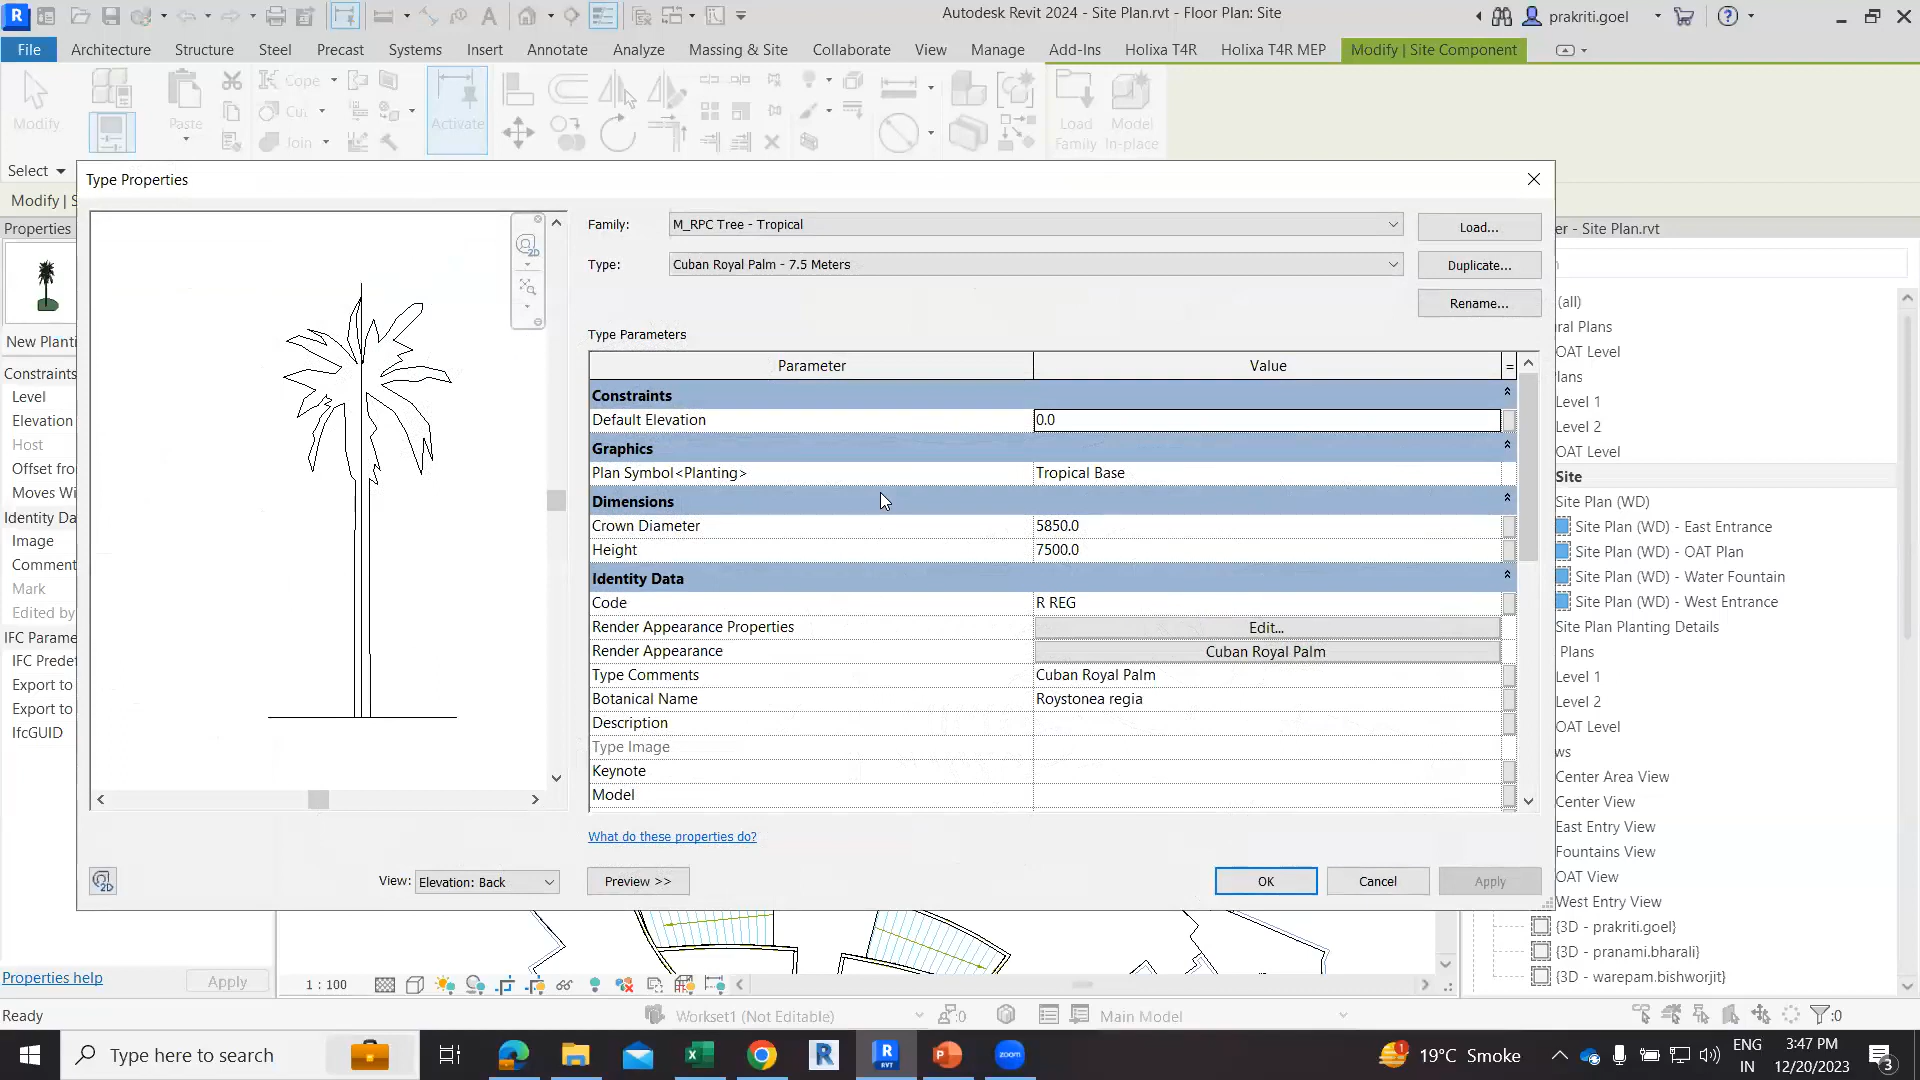 Autodesk Revit 2024 - Site Plan.rvt - Floor Plan: Site
prakriti.goel
File Architecture Structure Steel Precast Systems Insert Annotate Analyze Massing & Site Collaborate View Manage Add-Ins Holixa T4R Holixa T4R MEP Modify | Site Component
Cope
Cut
Join
Modify
Paste
Activate
Load Family
Model In-place
Select
Modify | S
Type Properties
Properties
er - Site Plan.rvt
Family: M_RPC Tree - Tropical Load...
Type: Cuban Royal Palm - 7.5 Meters Duplicate...
Rename...
Type Parameters
Parameter Value =
Constraints
Default Elevation 0.0
Graphics
Plan Symbol<Planting> Tropical Base
Dimensions
Crown Diameter 5850.0
Height 7500.0
Identity Data
Code R REG
Render Appearance Properties Edit...
Render Appearance Cuban Royal Palm
Type Comments Cuban Royal Palm
Botanical Name Roystonea regia
Description
Type Image
Keynote
Model
What do these properties do?
View: Elevation: Back Preview >> OK Cancel Apply
New Planti
Constraints
Level
Elevation
Host
Offset fro
Moves Wi
Identity Da
Image
Comment
Mark
Edited by
IFC Parame
IFC Predef
Export to
Export to
IfcGUID
Properties help Apply
(all)
ral Plans
OAT Level
lans
Level 1
Level 2
OAT Level
Site
Site Plan (WD)
Site Plan (WD) - East Entrance
Site Plan (WD) - OAT Plan
Site Plan (WD) - Water Fountain
Site Plan (WD) - West Entrance
Site Plan Planting Details
Plans
Level 1
Level 2
OAT Level
ws
Center Area View
Center View
East Entry View
Fountains View
OAT View
West Entry View
{3D - prakriti.goel}
{3D - pranami.bharali}
{3D - warepam.bishworjit}
1 : 100
Ready
Workset1 (Not Editable)
:0
Main Model
:0
Type here to search
zoom
19°C Smoke
ENG
IN
3:47 PM
12/20/2023
3